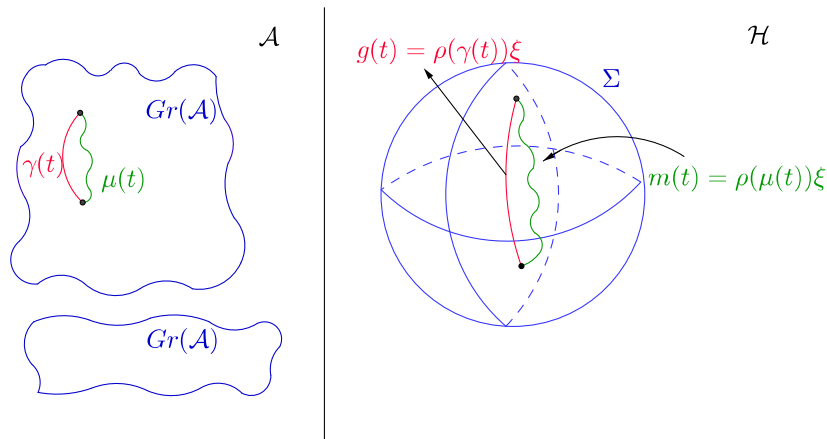 𝒜
Gr(𝒜)
γ(t)
μ(t)
Gr(𝒜)
g(t) = ρ(γ(t))ξ
ℋ
Σ
m(t) = ρ(μ(t))ξ